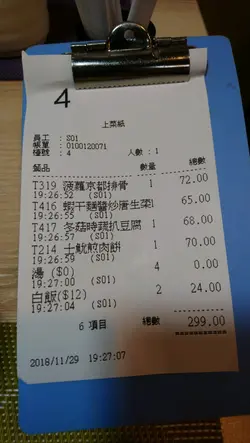 4
上菜紙
員工 : S01
帳單 : 0100120071
檯號 : 4 人數 : 1
餐品 數量 總數
T319 菠蘿京都排骨 1 72.00
19:26:52 (S01)
T416 蝦干麵醬炒唐生菜 1 65.00
19:26:55 (S01)
T417 冬菇時蔬扒豆腐 1 68.00
19:26:57 (S01)
T214 土魷煎肉餅 1 70.00
19:26:59 (S01)
湯 ($0) 4 0.00
19:27:00 (S01)
白飯($12) 2 24.00
19:27:04 (S01)
6 項目 總數 299.00
2018/11/29 19:27:07